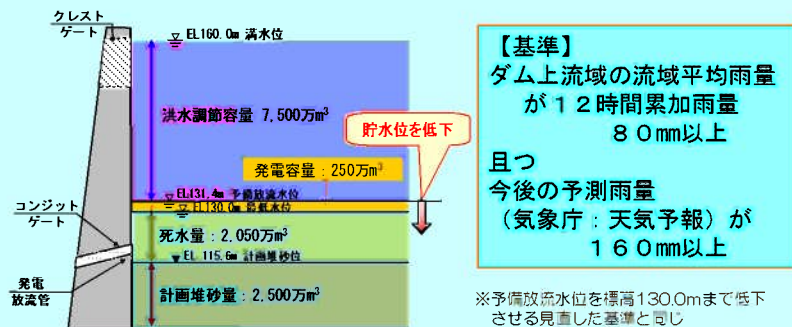 クレスト
ゲート
EL160.0m 満水位
洪水調節容量 7,500万m³
貯水位を低下
発電容量：250万m³
EL131.4m 予備放流水位
EL130.0m 最低水位
コンジット
ゲート
死水量：2,050万m³
EL 115.6m 計画堆砂位
発電
放流管
計画堆砂量：2,500万m³
【基準】
ダム上流域の流域平均雨量
が１２時間累加雨量
８０mm以上
且つ
今後の予測雨量
（気象庁：天気予報）が
１６０mm以上
※予備放流水位を標高130.0mまで低下
させる見直した基準と同じ